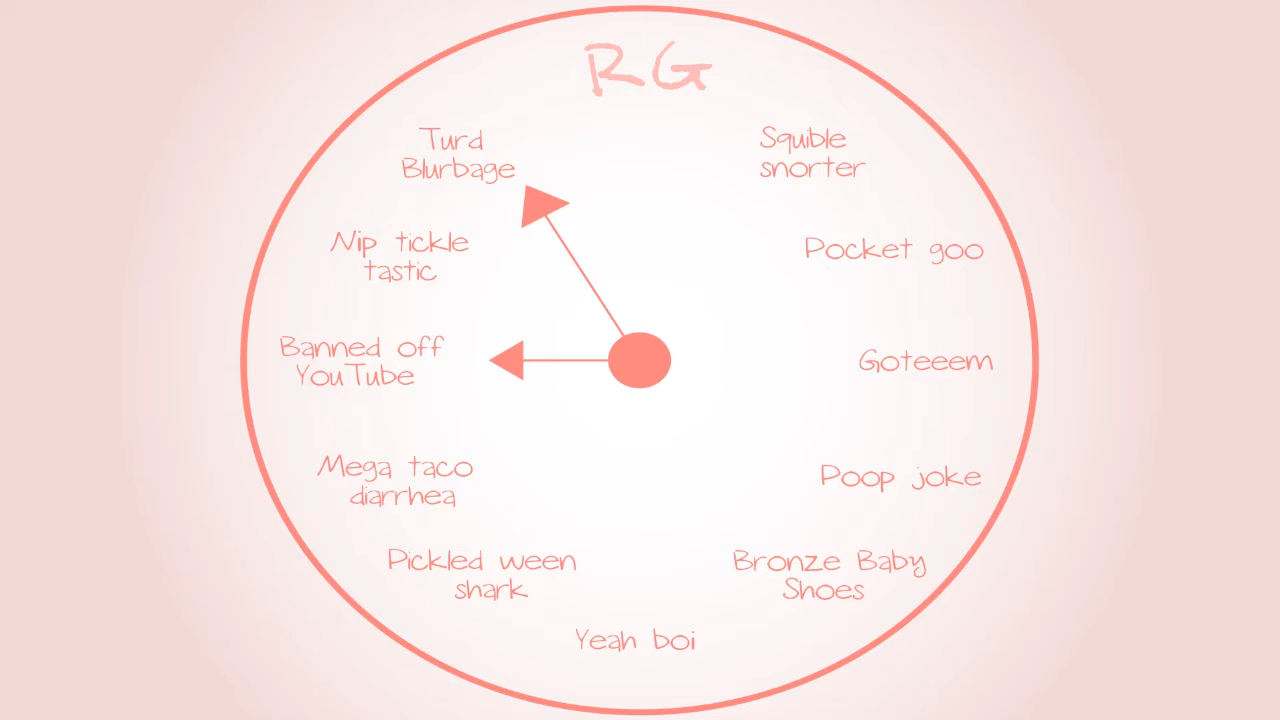 RG
Turd
Blurbage
Squible
snorter
Nip tickle
tastic
Pocket goo
Banned off
YouTube
Goteeem
Mega taco
diarrhea
Poop joke
Pickled ween
shark
Bronze Baby
Shoes
Yeah boi